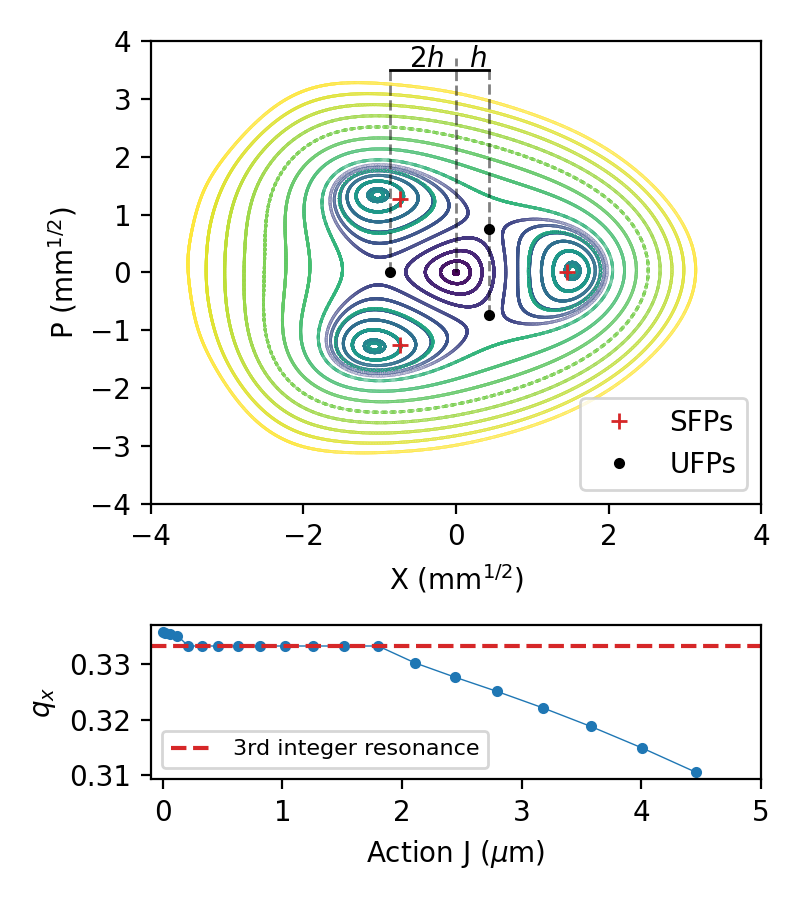 4
3
2
1
0
−1
−2
−3
−4
P (mm^{1/2})
2h
h
SFPs
UFPs
−4
−2
0
2
4
X (mm^{1/2})
0.33
0.32
0.31
q_x
3rd integer resonance
0
1
2
3
4
5
Action J (μm)